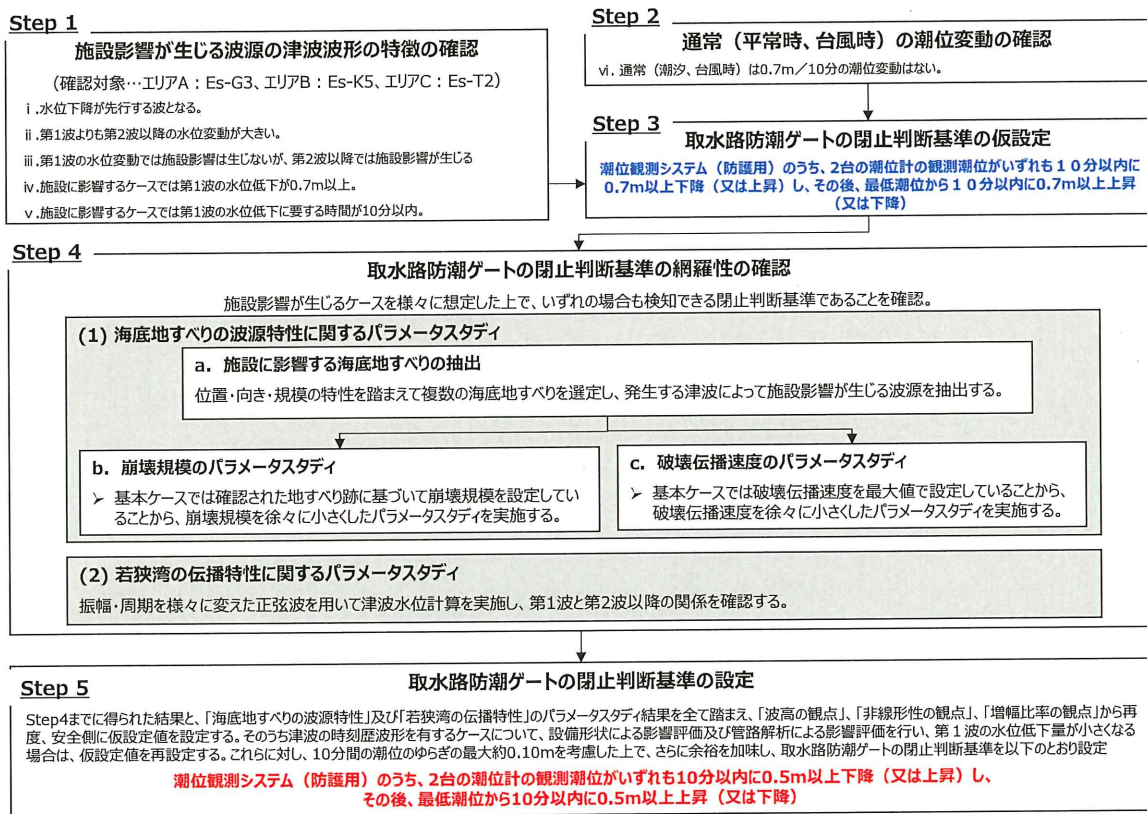 Step 1
施設影響が生じる波源の津波波形の特徴の確認
（確認対象…エリアA：Es-G3、エリアB：Es-K5、エリアC：Es-T2）
ⅰ.水位下降が先行する波となる。
ⅱ.第1波よりも第2波以降の水位変動が大きい。
ⅲ.第1波の水位変動では施設影響は生じないが、第2波以降では施設影響が生じる
ⅳ.施設に影響するケースでは第1波の水位低下が0.7m以上。
ⅴ.施設に影響するケースでは第1波の水位低下に要する時間が10分以内。
Step 2
通常（平常時、台風時）の潮位変動の確認
ⅵ.通常（潮汐、台風時）は0.7m／10分の潮位変動はない。
Step 3
取水路防潮ゲートの閉止判断基準の仮設定
潮位観測システム（防護用）のうち、2台の潮位計の観測潮位がいずれも１０分以内に
0.7m以上下降（又は上昇）し、その後、最低潮位から１０分以内に0.7m以上上昇
（又は下降）
Step 4
取水路防潮ゲートの閉止判断基準の網羅性の確認
施設影響が生じるケースを様々に想定した上で、いずれの場合も検知できる閉止判断基準であることを確認。
(1) 海底地すべりの波源特性に関するパラメータスタディ
a. 施設に影響する海底地すべりの抽出
位置・向き・規模の特性を踏まえて複数の海底地すべりを選定し、発生する津波によって施設影響が生じる波源を抽出する。
b. 崩壊規模のパラメータスタディ
➢ 基本ケースでは確認された地すべり跡に基づいて崩壊規模を設定してい
ることから、崩壊規模を徐々に小さくしたパラメータスタディを実施する。
c. 破壊伝播速度のパラメータスタディ
➢ 基本ケースでは破壊伝播速度を最大値で設定していることから、
破壊伝播速度を徐々に小さくしたパラメータスタディを実施する。
(2) 若狭湾の伝播特性に関するパラメータスタディ
振幅・周期を様々に変えた正弦波を用いて津波水位計算を実施し、第1波と第2波以降の関係を確認する。
Step 5
取水路防潮ゲートの閉止判断基準の設定
Step4までに得られた結果と、「海底地すべりの波源特性」及び「若狭湾の伝播特性」のパラメータスタディ結果を全て踏まえ、「波高の観点」、「非線形性の観点」、「増幅比率の観点」から再
度、安全側に仮設定値を設定する。そのうち津波の時刻歴波形を有するケースについて、設備形状による影響評価及び管路解析による影響評価を行い、第１波の水位低下量が小さくなる
場合は、仮設定値を再設定する。これらに対し、10分間の潮位のゆらぎの最大約0.10mを考慮した上で、さらに余裕を加味し、取水路防潮ゲートの閉止判断基準を以下のとおり設定
潮位観測システム（防護用）のうち、2台の潮位計の観測潮位がいずれも10分以内に0.5m以上下降（又は上昇）し、
その後、最低潮位から10分以内に0.5m以上上昇（又は下降）